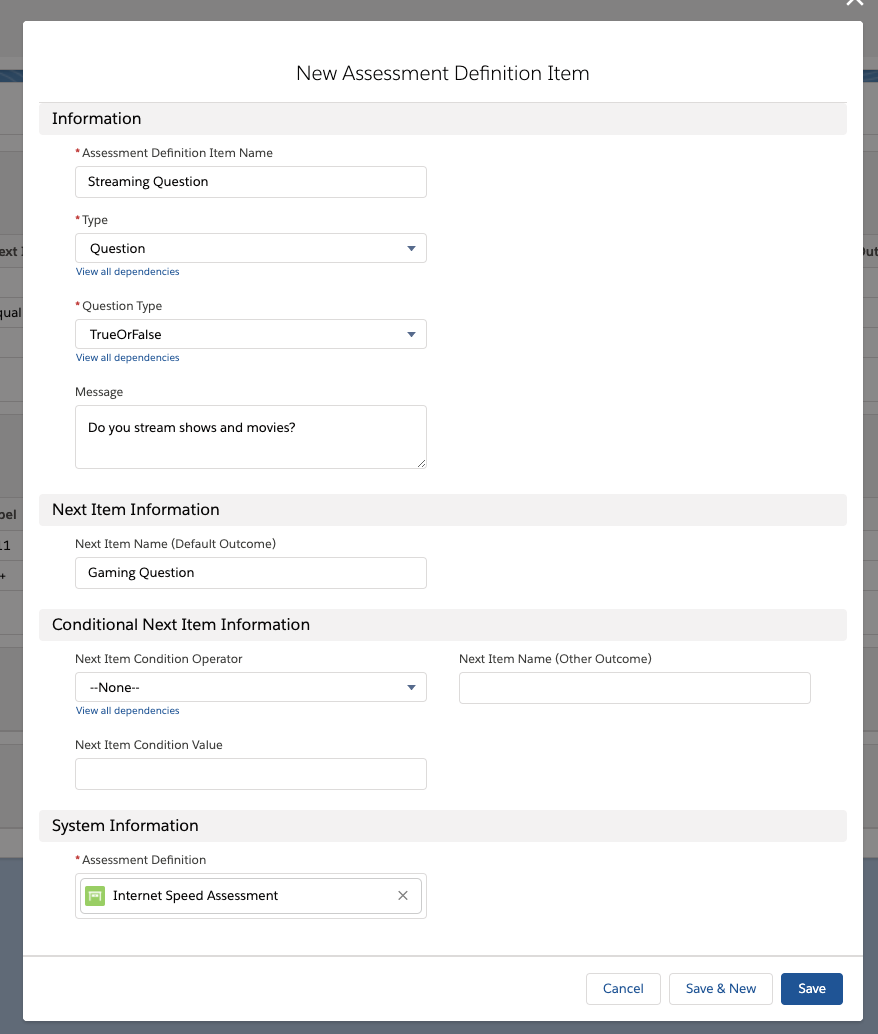 New Assessment Definition Item
Information
* Assessment Definition Item Name
Streaming Question
* Type
Question
View all dependencies
* Question Type
TrueOrFalse
View all dependencies
Message
Do you stream shows and movies?
Next Item Information
Next Item Name (Default Outcome)
Gaming Question
Conditional Next Item Information
Next Item Condition Operator
Next Item Name (Other Outcome)
--None--
View all dependencies
Next Item Condition Value
System Information
* Assessment Definition
Internet Speed Assessment
Cancel
Save & New
Save